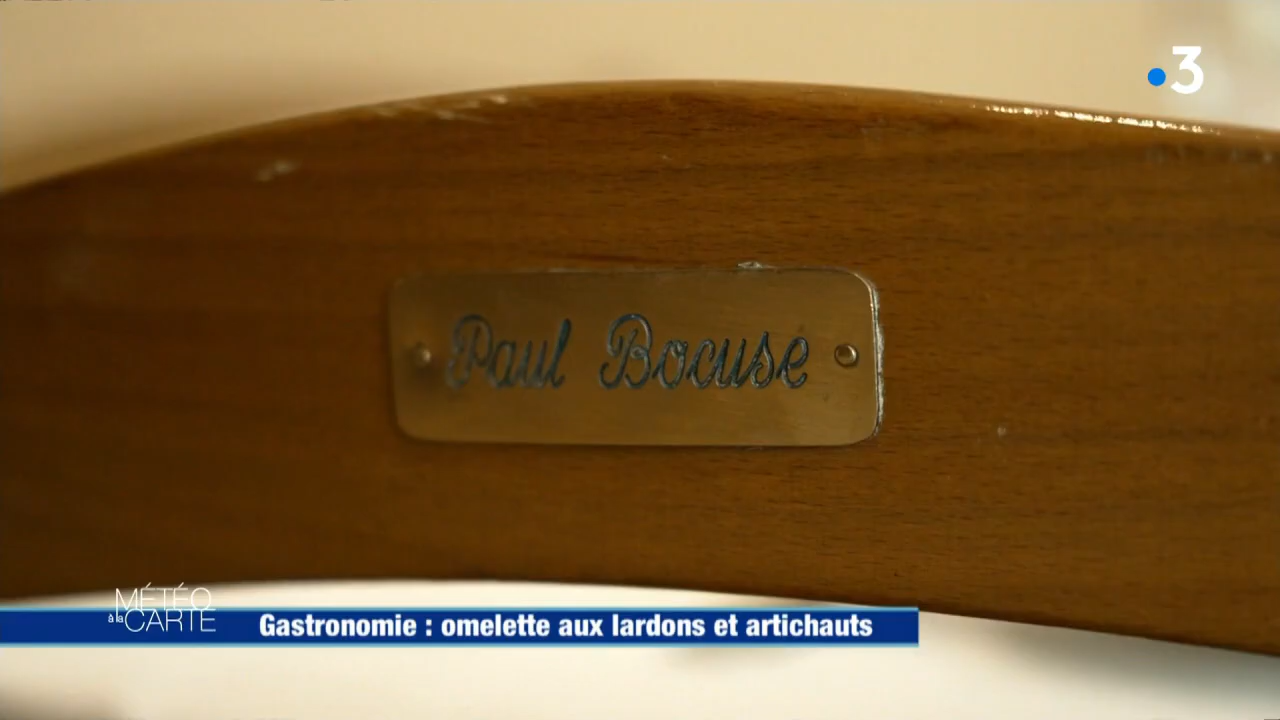 3
Paul Bocuse
MÉTÉO
à la CARTE
Gastronomie : omelette aux lardons et artichauts